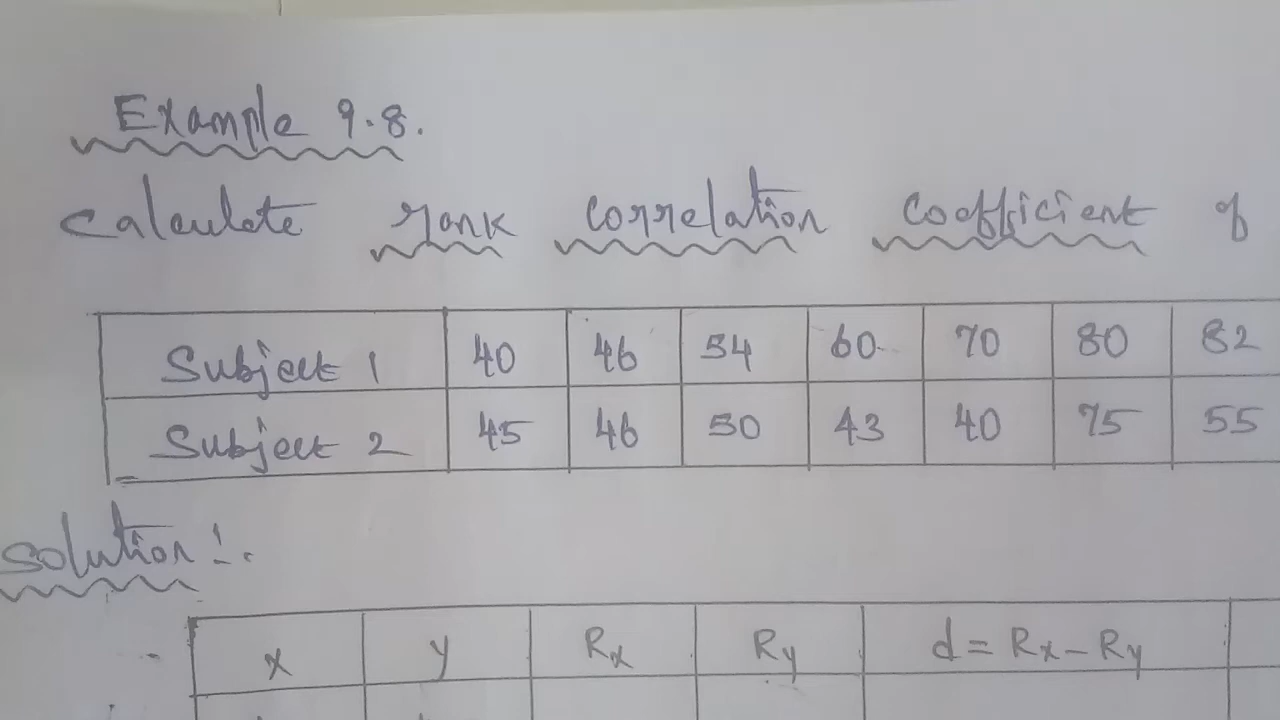 Example 9.8.
Calculate rank correlation coefficient of
Subject 1 40 46 54 60 70 80 82
Subject 2 45 46 50 43 40 75 55
Solution:.
x y Rx Ry d = Rx - Ry